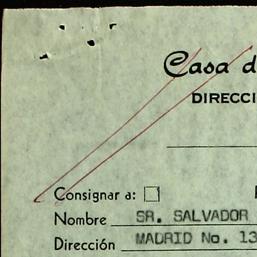 Casa d
DIRECCI
Consignar a:
Nombre SR. SALVADOR
Dirección MADRID No. 13